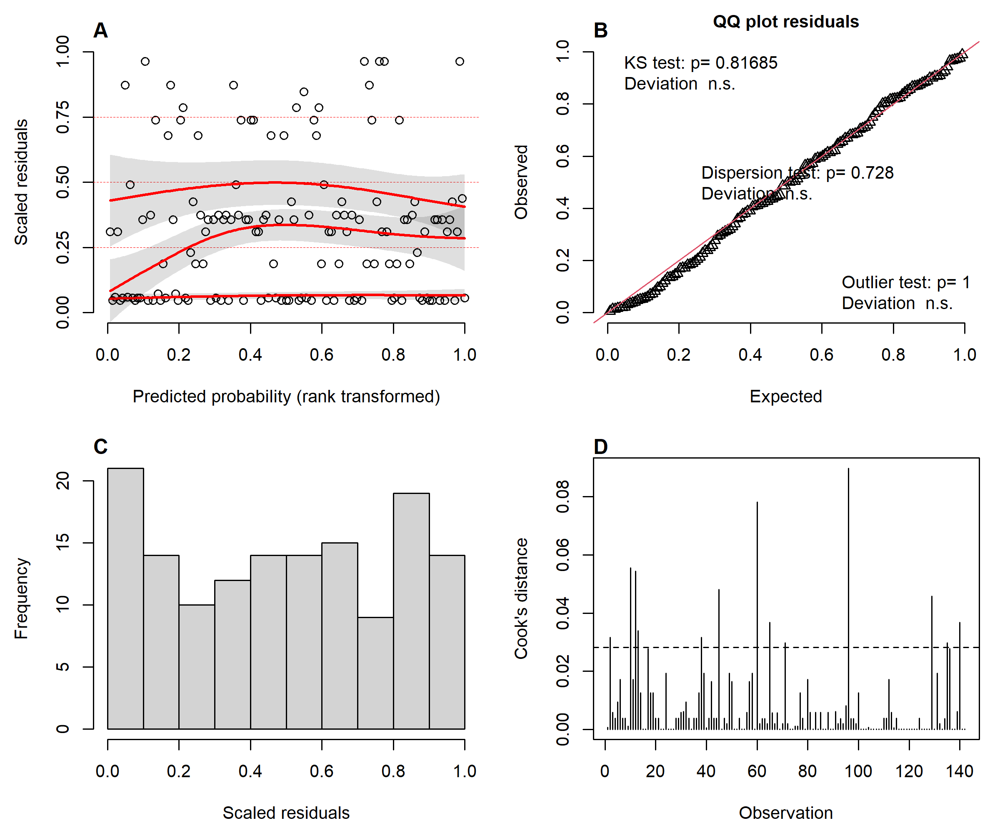 A
1.00
0.75
0.50
0.25
0.00
Scaled residuals
0.0 0.2 0.4 0.6 0.8 1.0
Predicted probability (rank transformed)
B
QQ plot residuals
KS test: p= 0.81685
Deviation n.s.
Dispersion test: p= 0.728
Deviation n.s.
Outlier test: p= 1
Deviation n.s.
1.0
0.8
0.6
0.4
0.2
0.0
Observed
0.0 0.2 0.4 0.6 0.8 1.0
Expected
C
20
15
10
5
0
Frequency
0.0 0.2 0.4 0.6 0.8 1.0
Scaled residuals
D
0.08
0.06
0.04
0.02
0.00
Cook's distance
0 20 40 60 80 100 120 140
Observation